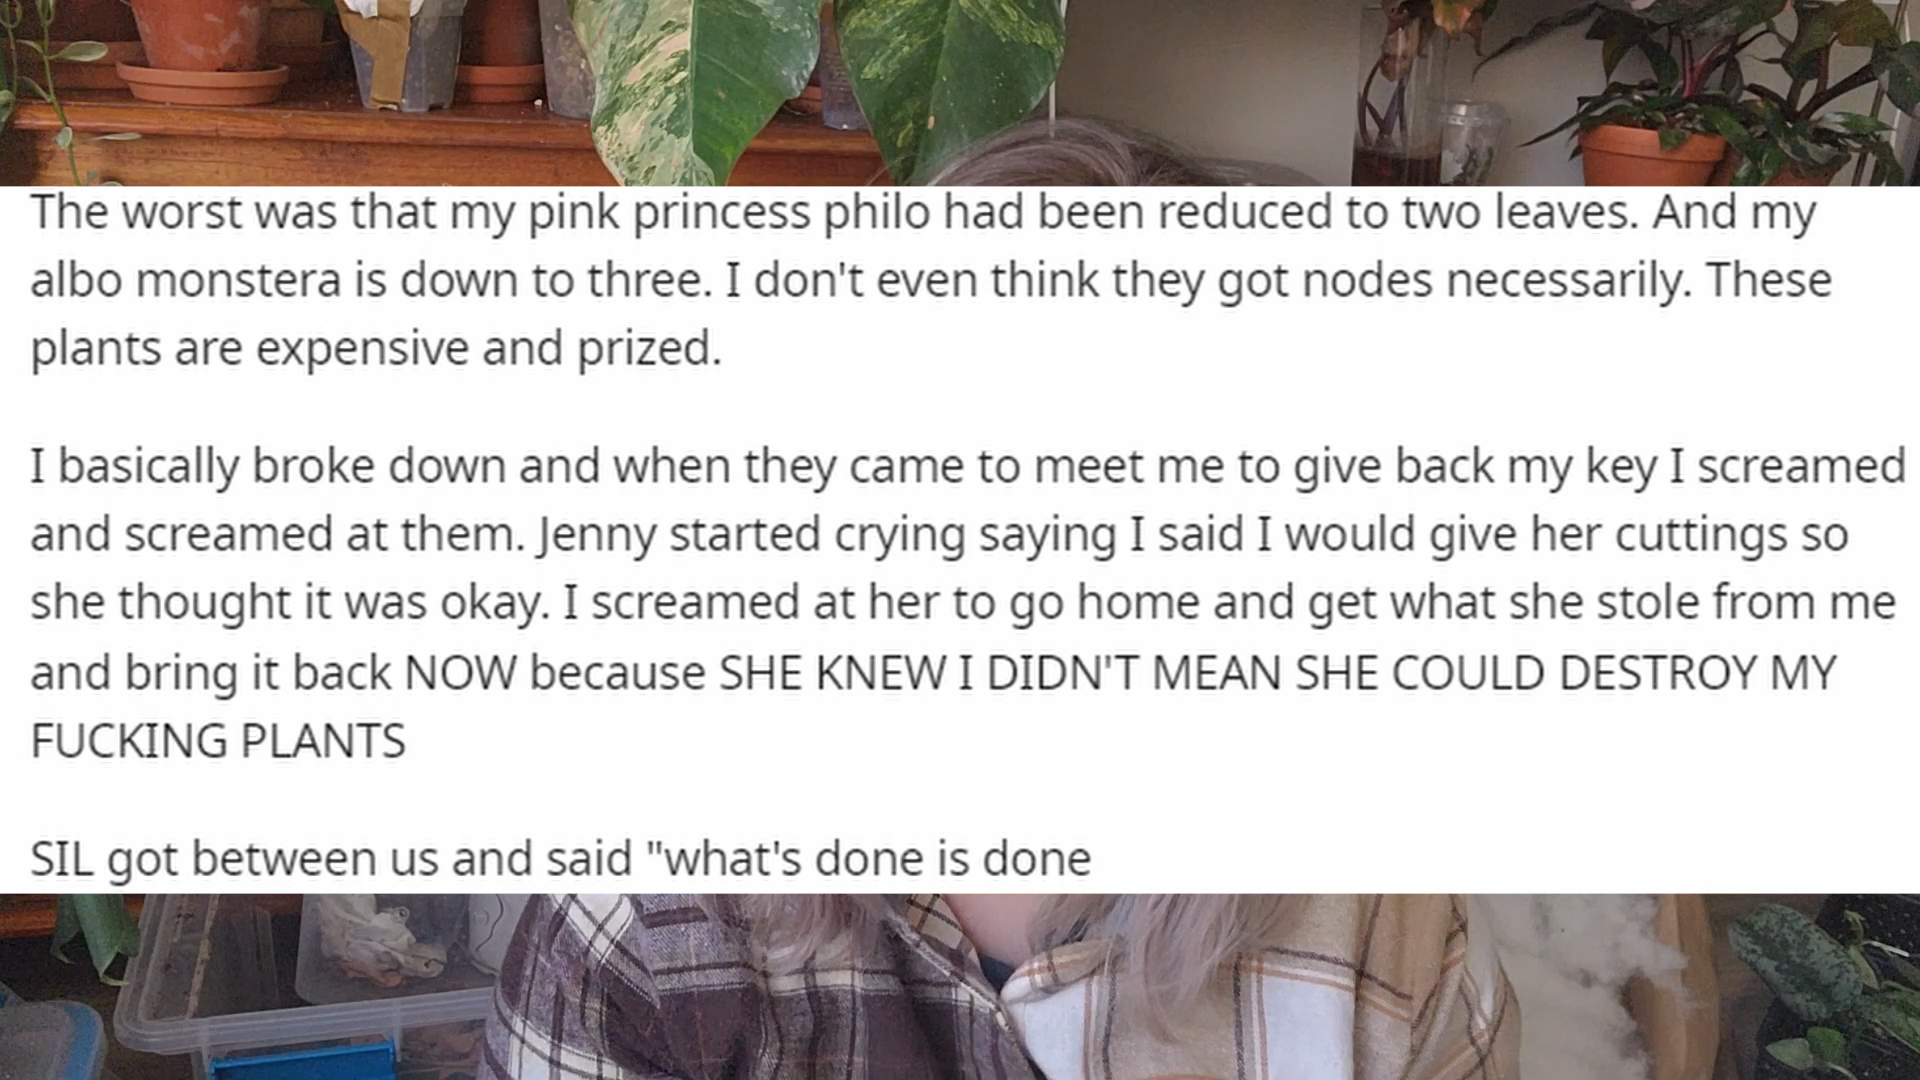 The worst was that my pink princess philo had been reduced to two leaves. And my
albo monstera is down to three. I don't even think they got nodes necessarily. These
plants are expensive and prized.
I basically broke down and when they came to meet me to give back my key I screamed
and screamed at them. Jenny started crying saying I said I would give her cuttings so
she thought it was okay. I screamed at her to go home and get what she stole from me
and bring it back NOW because SHE KNEW I DIDN'T MEAN SHE COULD DESTROY MY
FUCKING PLANTS
SIL got between us and said "what's done is done